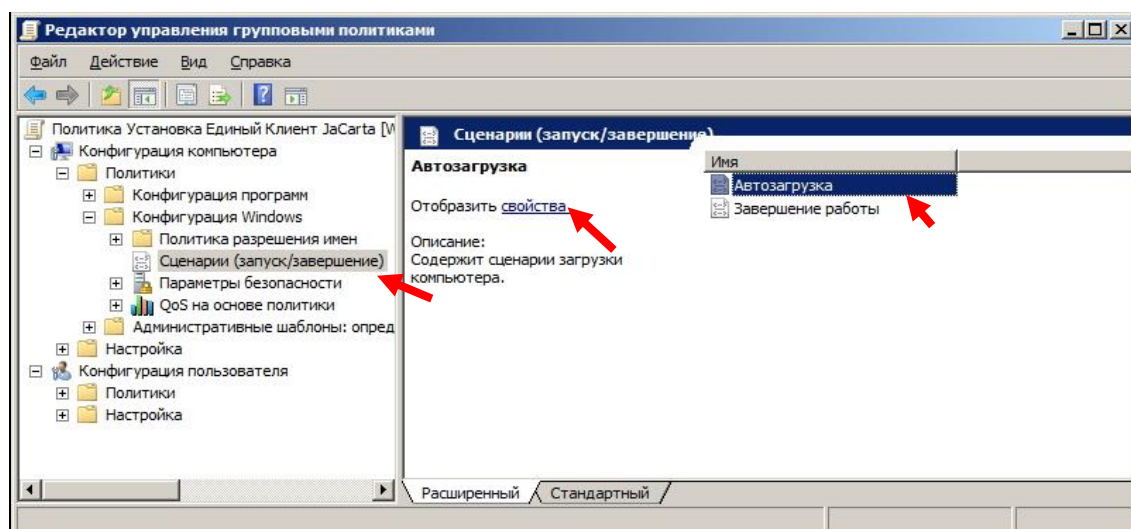 Редактор управления групповыми политиками
Файл Действие Вид Справка
Политика Установка Единый Клиент JaCarta [W
Конфигурация компьютера
Политики
Конфигурация программ
Конфигурация Windows
Политика разрешения имен
Сценарии (запуск/завершение)
Параметры безопасности
QoS на основе политики
Административные шаблоны: опред
Настройка
Конфигурация пользователя
Политики
Настройка
Сценарии (запуск/завершение)
Автозагрузка
Отобразить свойства
Описание:
Содержит сценарии загрузки
компьютера.
Имя
Автозагрузка
Завершение работы
Расширенный Стандартный